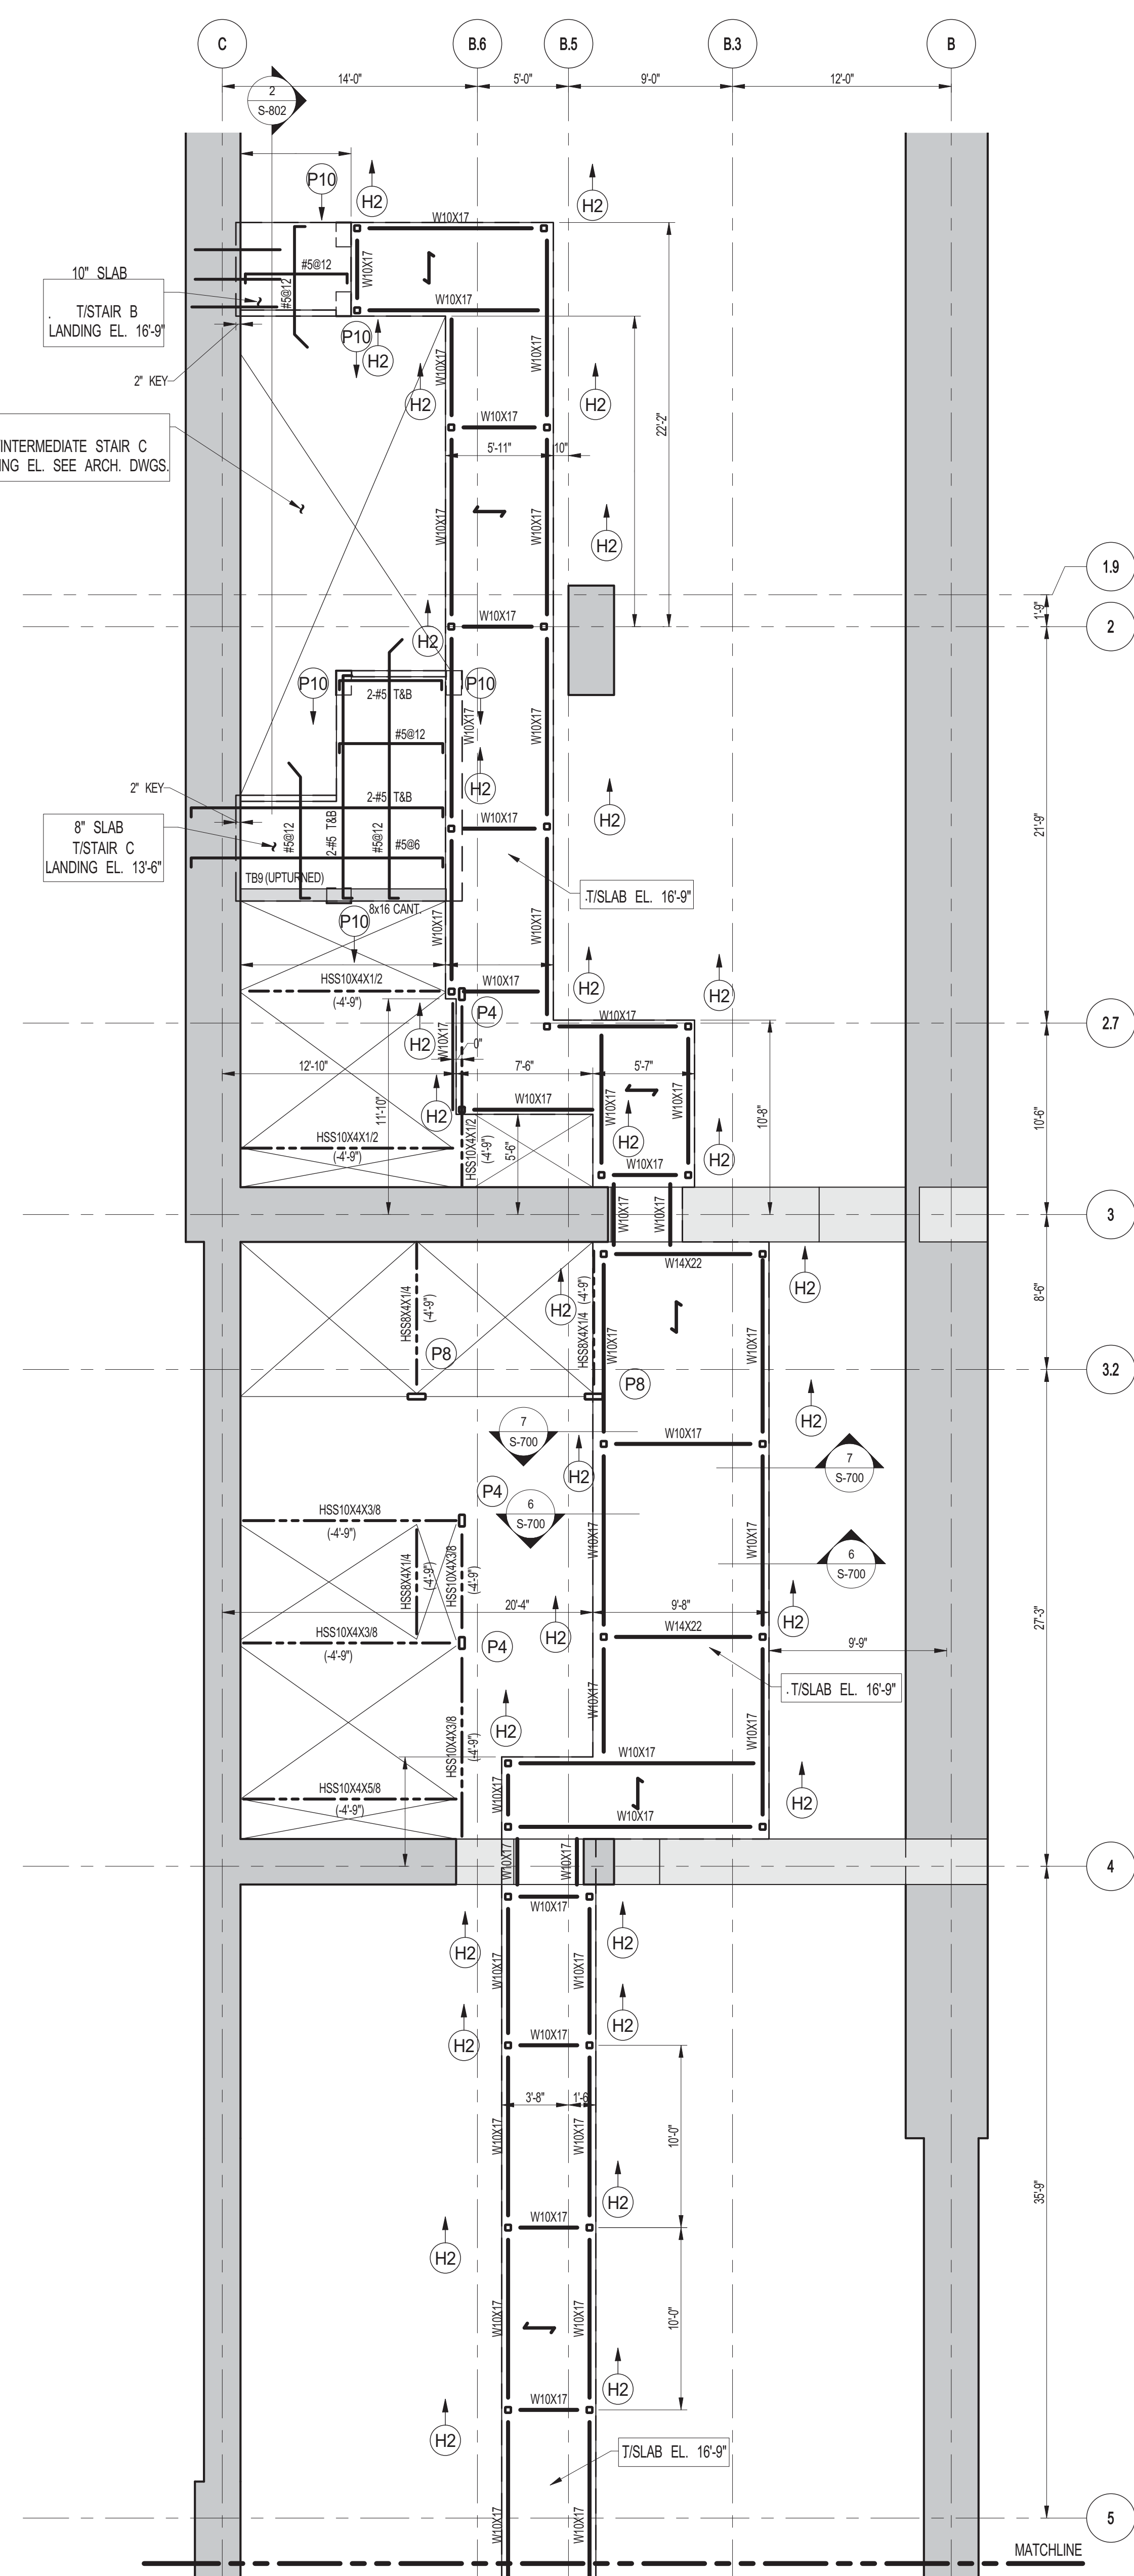 C
B.6
B.5
B.3
B
14'-0"
5'-0"
9'-0"
12'-0"
2
S-802
P10
H2
H2
W10X17
#5@12
#5@12
W10X17
W10X17
10" SLAB
. T/STAIR B
LANDING EL. 16'-9"
2" KEY
P10
H2
H2
H2
W10X17
W10X17
W10X17
22'-2"
INTERMEDIATE STAIR C
ING EL. SEE ARCH. DWGS.
5'-11"
10"
W10X17
W10X17
H2
1.9
1'-9"
2
W10X17
H2
P10
P10
2-#5 T&B
#5@12
W10X17
W10X17
H2
H2
2" KEY
2-#5 T&B
8" SLAB
T/STAIR C
LANDING EL. 13'-6"
#5@12
2-#5 T&B
#5@12
#5@6
W10X17
21'-9"
TB9 (UPTURNED)
8x16 CANT.
P10
.T/SLAB EL. 16'-9"
W10X17
W10X17
HSS10X4X1/2
(-4'-9")
W10X17
H2
H2
P4
W10X17
2.7
H2
W10X17
0"
12'-10"
7'-6"
5'-7"
11'-10"
H2
W10X17
W10X17
W10X17
H2
H2
10'-8"
10'-6"
HSS10X4X1/2
(-4'-9")
HSS10X4X1/2
(-4'-9")
5'-6"
W10X17
W10X17
W10X17
3
W14X22
H2
H2
HSS8X4X1/4
(-4'-9")
HSS8X4X1/4
(-4'-9")
W10X17
W10X17
8'-6"
P8
P8
3.2
7
S-700
H2
W10X17
H2
7
S-700
P4
6
S-700
HSS10X4X3/8
(-4'-9")
HSS8X4X1/4
(-4'-9")
HSS10X4X3/8
(-4'-9")
W10X17
W10X17
6
S-700
20'-4"
9'-8"
H2
H2
HSS10X4X3/8
(-4'-9")
P4
W14X22
9'-9"
27'-3"
. T/SLAB EL. 16'-9"
H2
W10X17
W10X17
HSS10X4X3/8
(-4'-9")
W10X17
HSS10X4X5/8
(-4'-9")
W10X17
W10X17
H2
W10X17
W10X17
4
W10X17
H2
H2
W10X17
W10X17
H2
H2
W10X17
3'-8"
1'-6
W10X17
W10X17
10'-0"
35'-9"
H2
H2
W10X17
W10X17
W10X17
10'-0"
H2
H2
W10X17
T/SLAB EL. 16'-9"
W10X17
W10X17
5
MATCHLINE